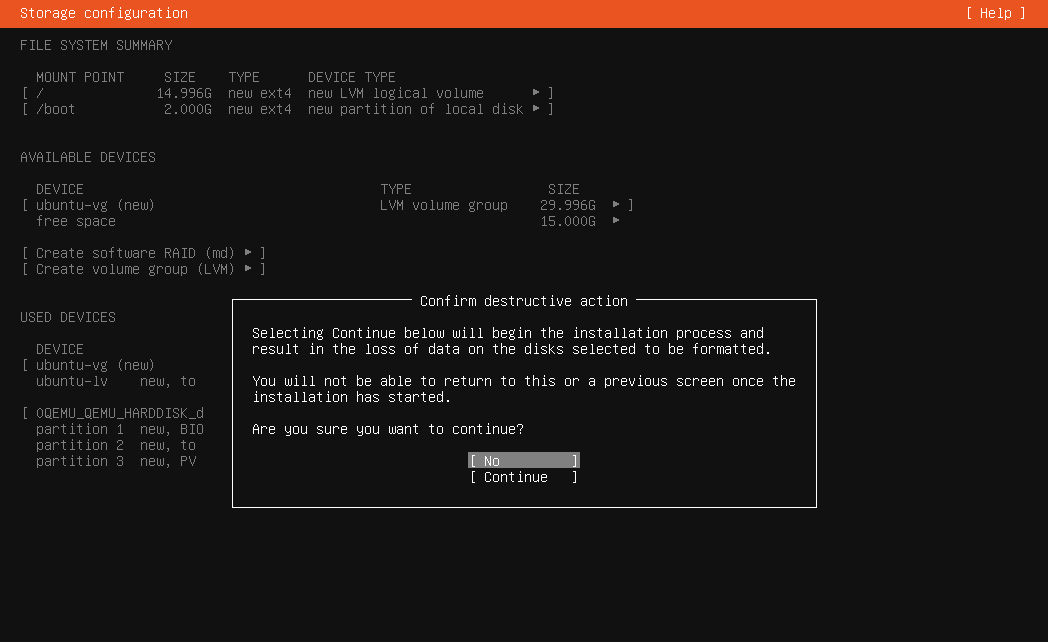 Storage configuration [ Help ]
FILE SYSTEM SUMMARY
MOUNT POINT SIZE TYPE DEVICE TYPE
[ / 14.996G new ext4 new LVM logical volume ▸ ]
[ /boot 2.000G new ext4 new partition of local disk ▸ ]
AVAILABLE DEVICES
DEVICE TYPE SIZE
[ ubuntu-vg (new) LVM volume group 29.996G ▸ ]
free space 15.000G ▸
[ Create software RAID (md) ▸ ]
[ Create volume group (LVM) ▸ ]
USED DEVICES
DEVICE
[ ubuntu-vg (new)
ubuntu-lv new, to
[ 0QEMU_QEMU_HARDDISK_d
partition 1 new, BIO
partition 2 new, to
partition 3 new, PV
Confirm destructive action
Selecting Continue below will begin the installation process and
result in the loss of data on the disks selected to be formatted.
You will not be able to return to this or a previous screen once the
installation has started.
Are you sure you want to continue?
[ No ]
[ Continue ]